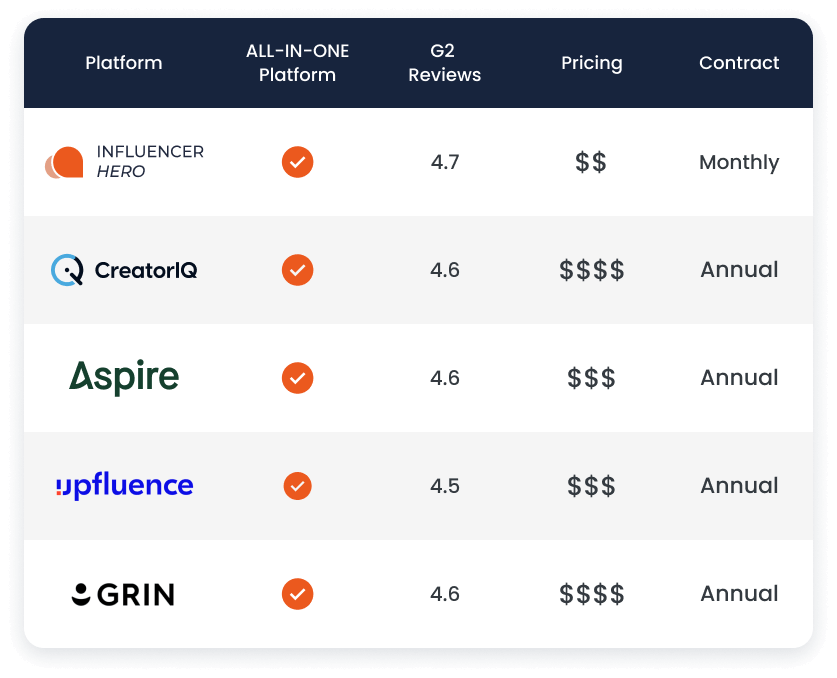 Platform
ALL-IN-ONE
Platform
G2
Reviews
Pricing
Contract
INFLUENCER
HERO
4.7
$$
Monthly
CreatorIQ
4.6
$$$$
Annual
Aspire
4.6
$$$
Annual
upfluence
4.5
$$$
Annual
GRIN
4.6
$$$$
Annual